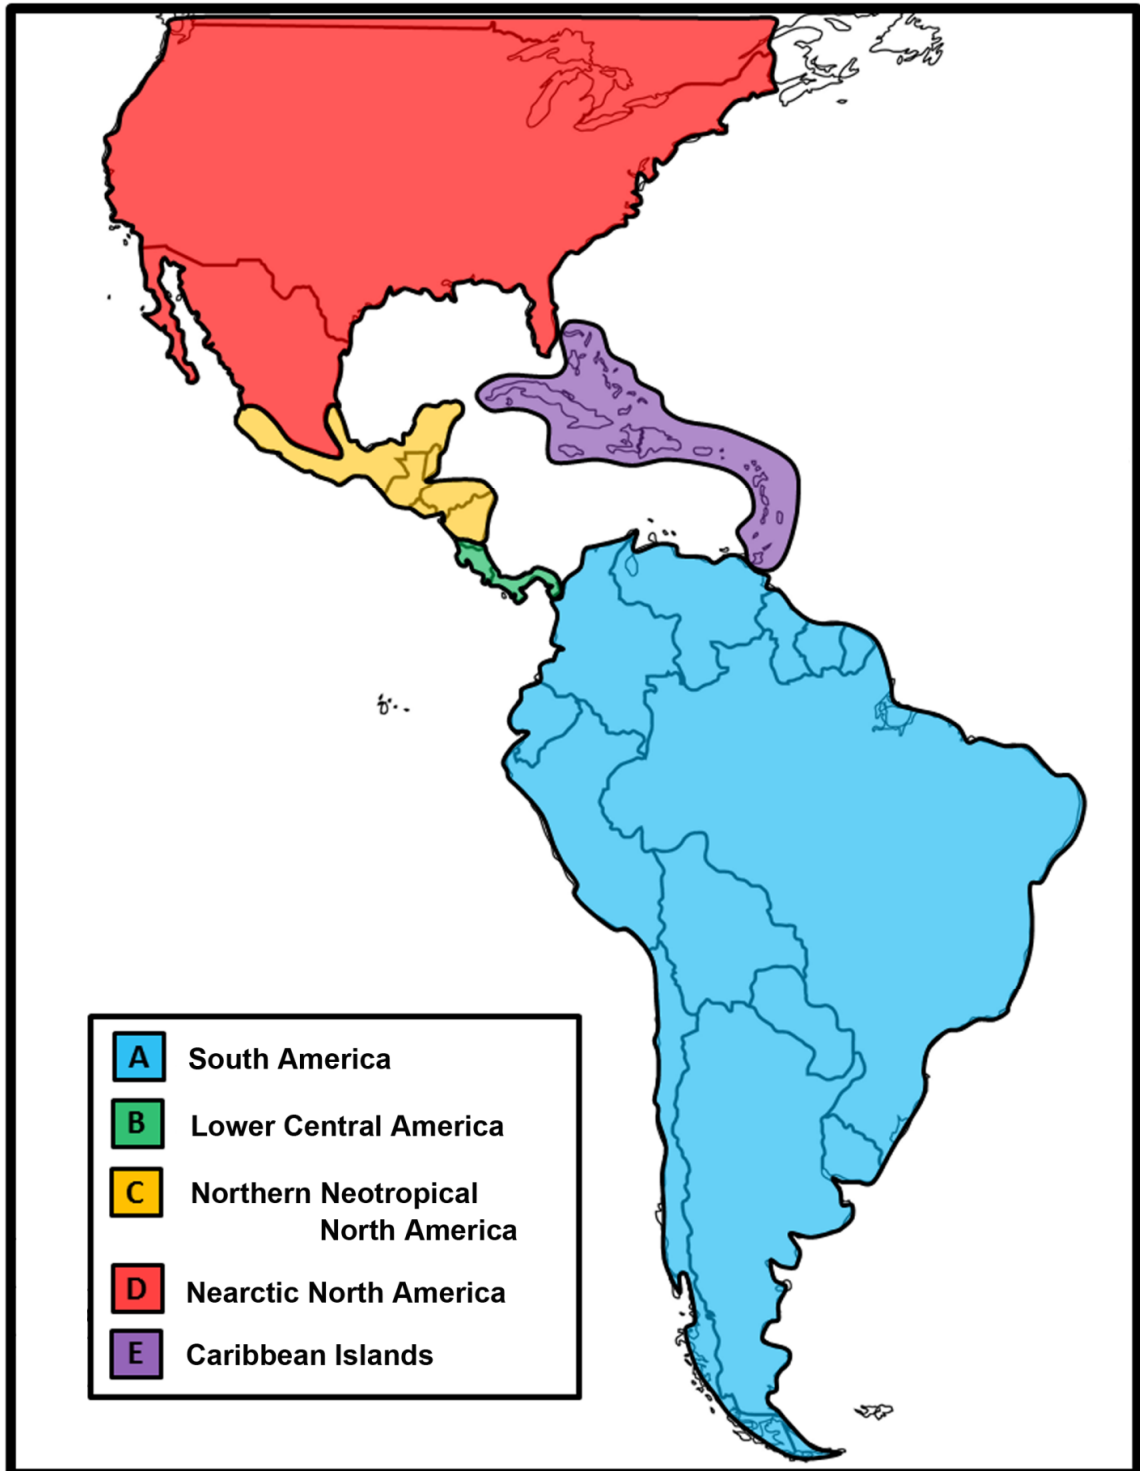 A South America
B Lower Central America
C Northern Neotropical
North America
D Nearctic North America
E Caribbean Islands